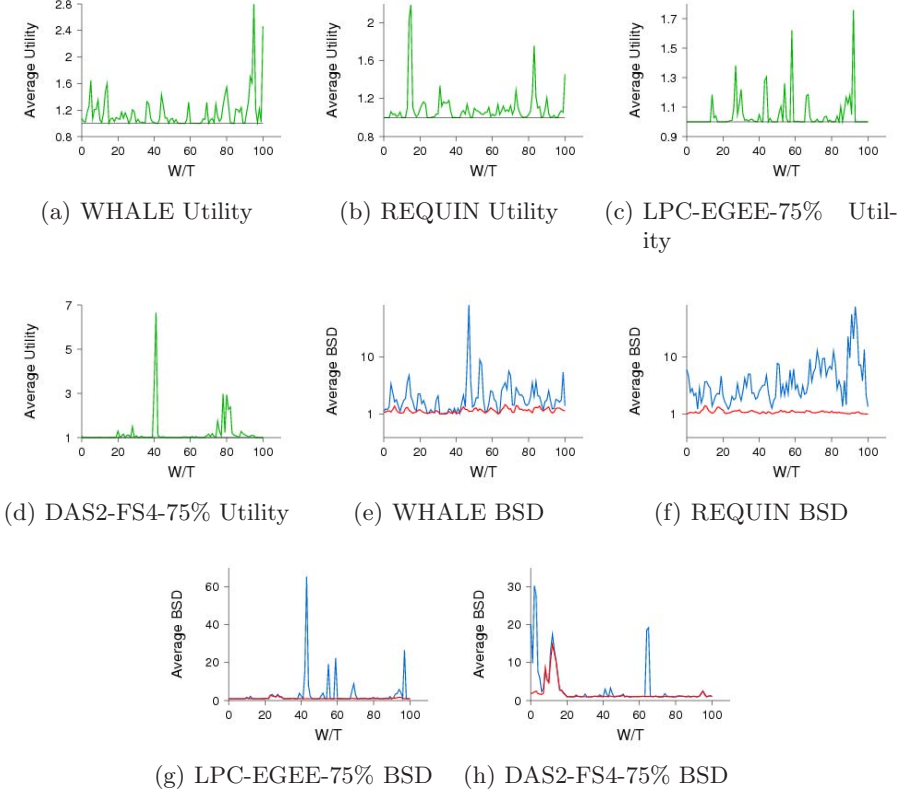 2.8
2.4
2
1.6
1.2
0.8
Average Utility
0 20 40 60 80 100
W/T
(a) WHALE Utility
2
1.6
1.2
0.8
Average Utility
0 20 40 60 80 100
W/T
(b) REQUIN Utility
1.7
1.5
1.3
1.1
0.9
Average Utility
0 20 40 60 80 100
W/T
(c) LPC-EGEE-75% Util-
ity
7
5
3
1
Average Utility
0 20 40 60 80 100
W/T
(d) DAS2-FS4-75% Utility
10
1
Average BSD
0 20 40 60 80 100
W/T
(e) WHALE BSD
10
1
Average BSD
0 20 40 60 80 100
W/T
(f) REQUIN BSD
60
40
20
0
Average BSD
0 20 40 60 80 100
W/T
(g) LPC-EGEE-75% BSD
30
20
10
0
Average BSD
0 20 40 60 80 100
W/T
(h) DAS2-FS4-75% BSD